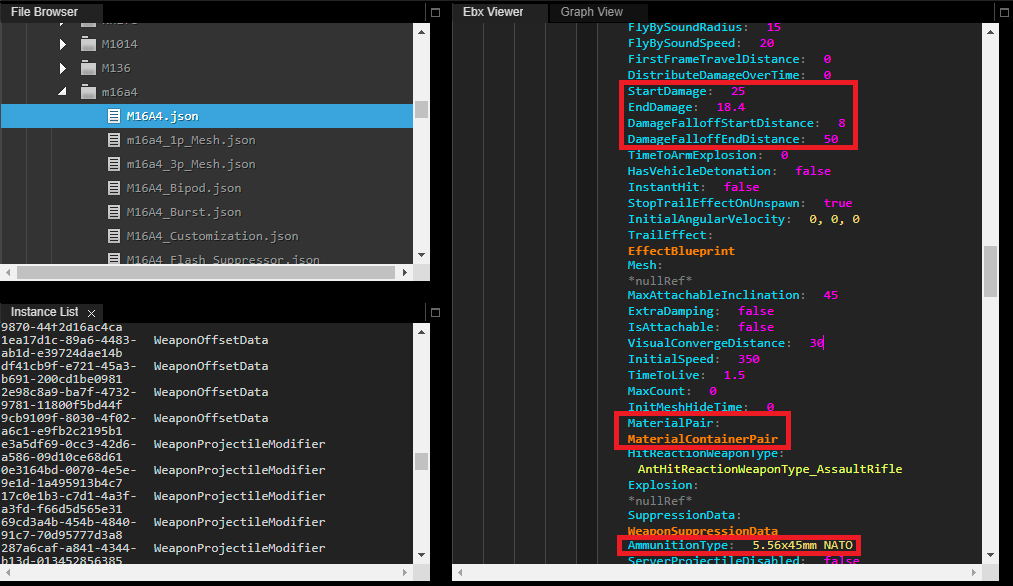 File Browser
M1014
M136
m16a4
M16A4.json
m16a4_1p_Mesh.json
m16a4_3p_Mesh.json
M16A4_Bipod.json
M16A4_Burst.json
M16A4_Customization.json
M16A4_Flash_Suppressor.json
Instance List
9870-44f2d16ac4ca
1ea17d1c-89a6-4483- WeaponOffsetData
ab1d-e39724dae14b
df41cb9f-e721-45a3- WeaponOffsetData
b691-200cd1be0981
2e98c8a9-ba7f-4732- WeaponOffsetData
9781-11800f5bd44f
9cb9109f-8030-4f02- WeaponOffsetData
a6c1-e9fb2c2195b1
e3a5df69-0cc3-42d6- WeaponProjectileModifier
a586-09d10ce68d61
0e3164bd-0070-4e5e- WeaponProjectileModifier
9e1d-1a495913b4c7
17c0e1b3-c7d1-4a3f- WeaponProjectileModifier
a3fd-f66d5d565e31
69cd3a4b-454b-4840- WeaponProjectileModifier
91c7-70d95777d3a8
287a6caf-a841-4344- WeaponProjectileModifier
b13d-013452856385
Ebx Viewer Graph View
FlyBySoundRadius: 15
FlyBySoundSpeed: 20
FirstFrameTravelDistance: 0
DistributeDamageOverTime: 0
StartDamage: 25
EndDamage: 18.4
DamageFalloffStartDistance: 8
DamageFalloffEndDistance: 50
TimeToArmExplosion: 0
HasVehicleDetonation: false
InstantHit: false
StopTrailEffectOnUnspawn: true
InitialAngularVelocity: 0, 0, 0
TrailEffect:
EffectBlueprint
Mesh:
*nullRef*
MaxAttachableInclination: 45
ExtraDamping: false
IsAttachable: false
VisualConvergeDistance: 30
InitialSpeed: 350
TimeToLive: 1.5
MaxCount: 0
InitMeshHideTime: 0
MaterialPair:
MaterialContainerPair
HitReactionWeaponType:
AntHitReactionWeaponType_AssaultRifle
Explosion:
*nullRef*
SuppressionData:
WeaponSuppressionData
AmmunitionType: 5.56x45mm NATO
ServerProjectileDisabled: false